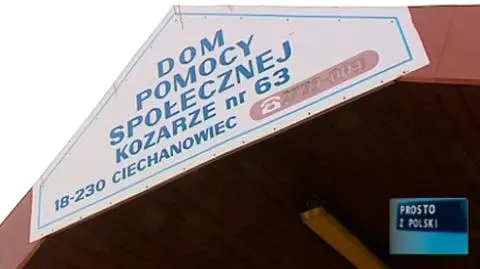 DOM
POMOCY
SPOŁECZNEJ
KOZARZE nr 63
18-230 CIECHANOWIEC
PROSTO
Z POLSKI